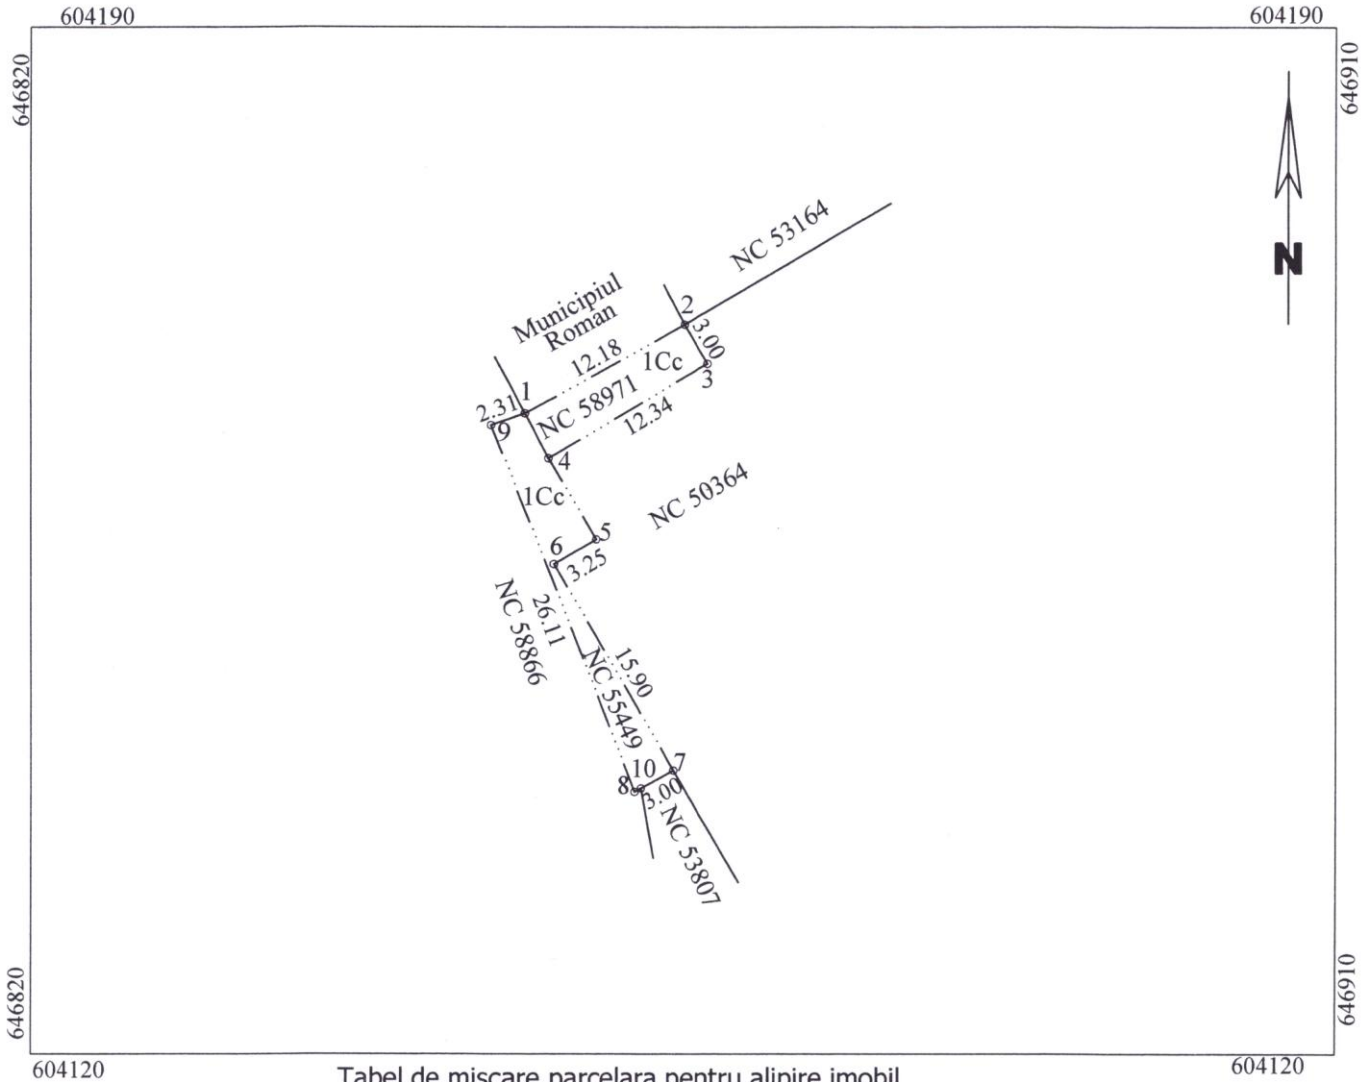 604190
604190
646820
646910
N
NC 53164
Municipiul
Roman
2
3.00
12.18
1Cc
3
1
2.31
9
NC 58971
12.34
4
1Cc
NC 50364
5
6
3.25
NC 58866
26.11
15.90
NC 55449
7
10
8
3.00
NC 53807
646820
646910
604120
604120
Tabel de miscare parcelara pentru alipire imobil